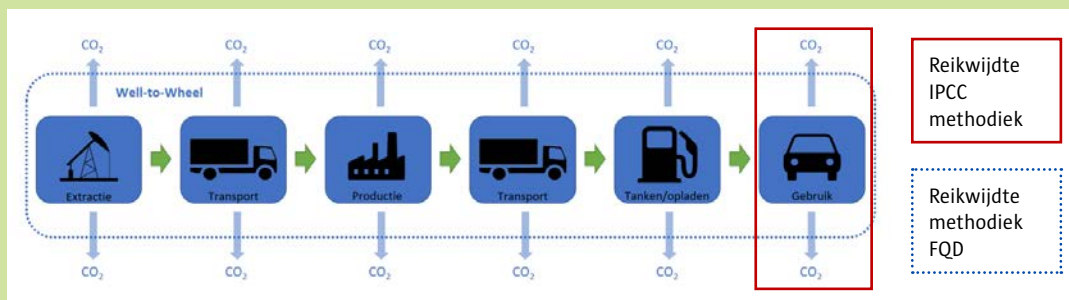 CO₂ CO₂ CO₂ CO₂ CO₂ CO₂
Well-to-Wheel
Extractie Transport Productie Transport Tanken/opladen Gebruik
CO₂ CO₂ CO₂ CO₂ CO₂ CO₂
Reikwijdte
IPCC
methodiek
Reikwijdte
methodiek
FQD